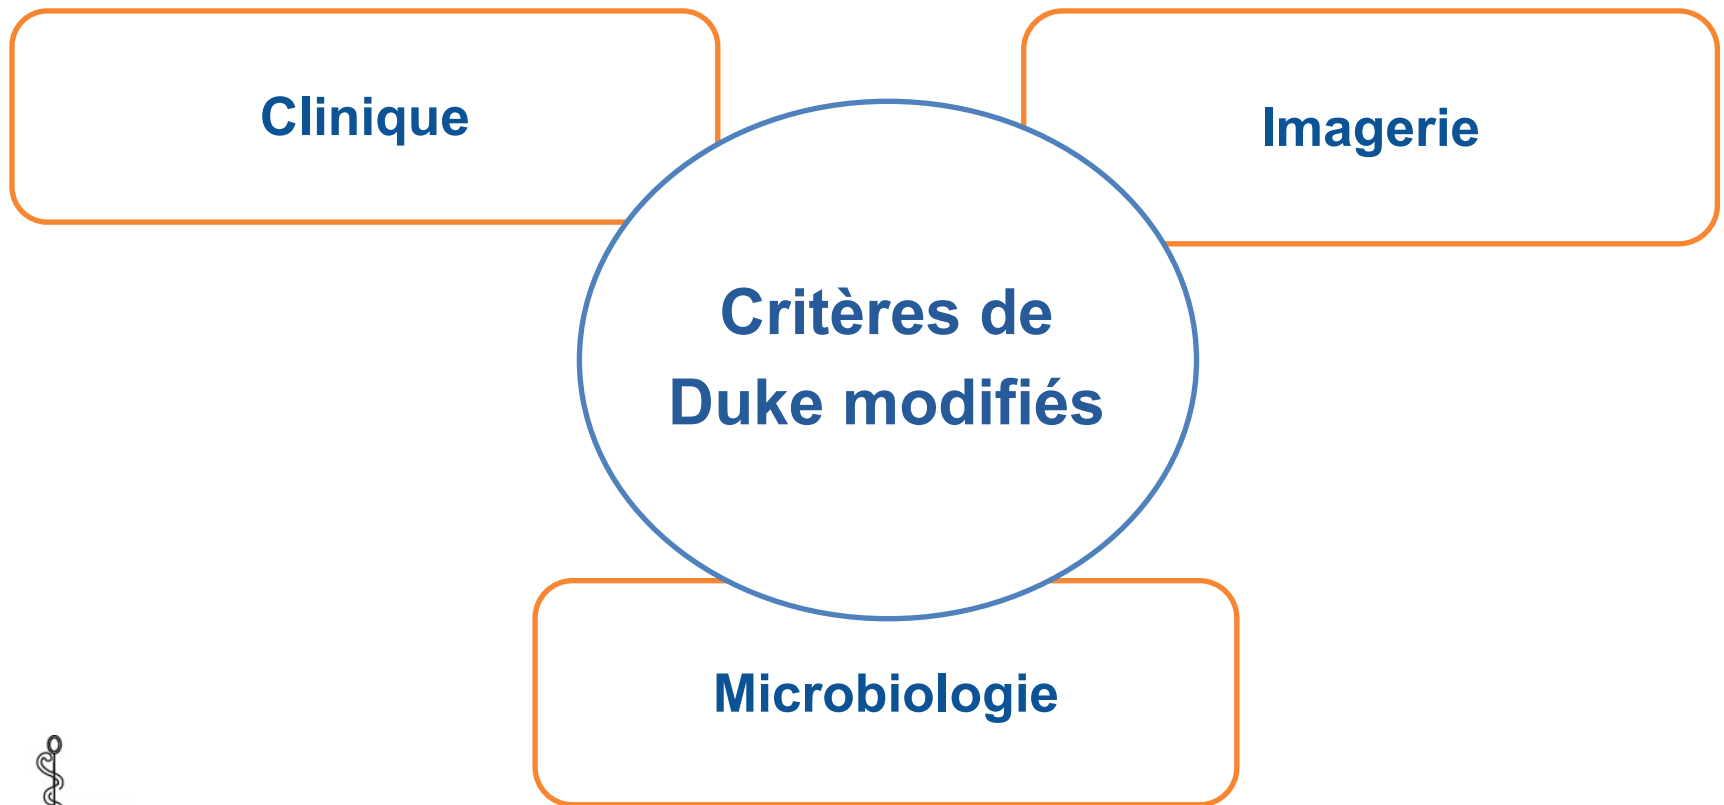 Clinique
Imagerie
Critères de
Duke modifiés
Microbiologie